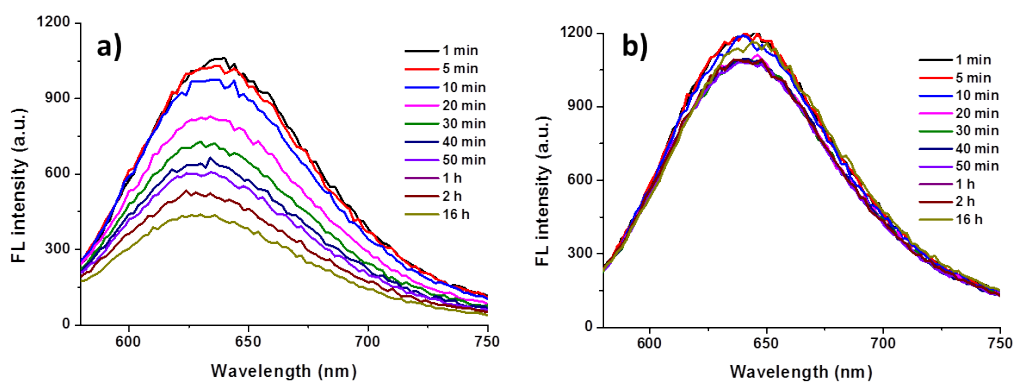 a)
FL intensity (a.u.)
1200
900
600
300
0
600
650
700
750
Wavelength (nm)
1 min
5 min
10 min
20 min
30 min
40 min
50 min
1 h
2 h
16 h
b)
FL intensity (a.u.)
1200
900
600
300
0
600
650
700
750
Wavelength (nm)
1 min
5 min
10 min
20 min
30 min
40 min
50 min
1 h
2 h
16 h